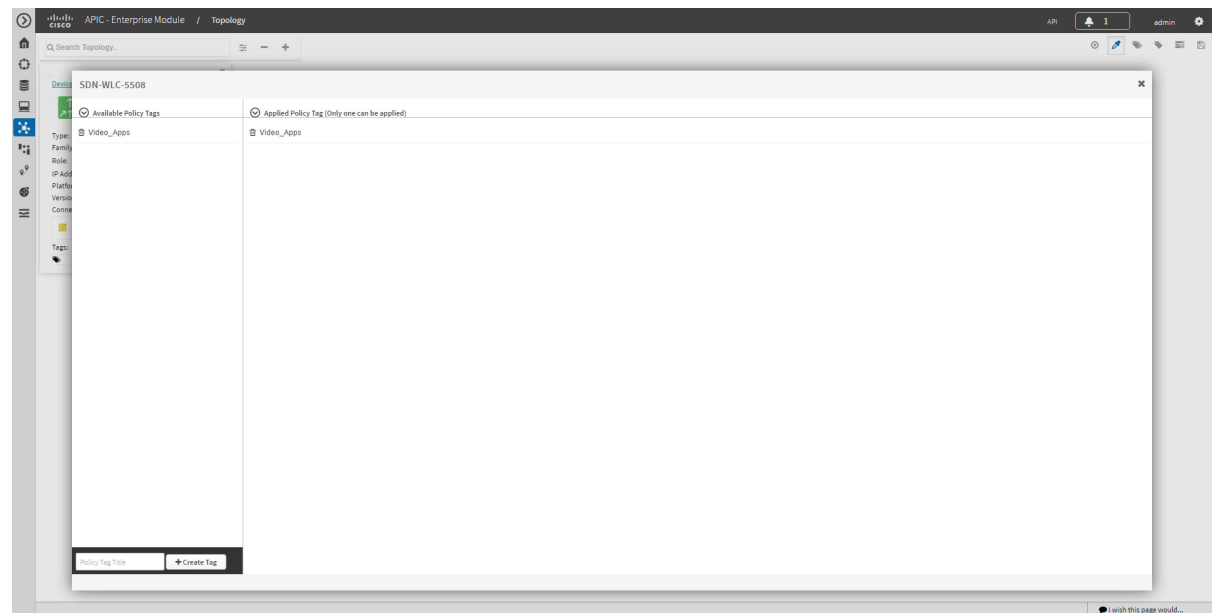 cisco APIC - Enterprise Module / Topology API 1 admin
Search Topology...
Device
SDN-WLC-5508
Available Policy Tags Applied Policy Tag (Only one can be applied)
Video_Apps Video_Apps
Type:
Family
Role:
IP Add
Platfo
Versio
Conne
Tags:
Policy Tag Title + Create Tag
I wish this page would...